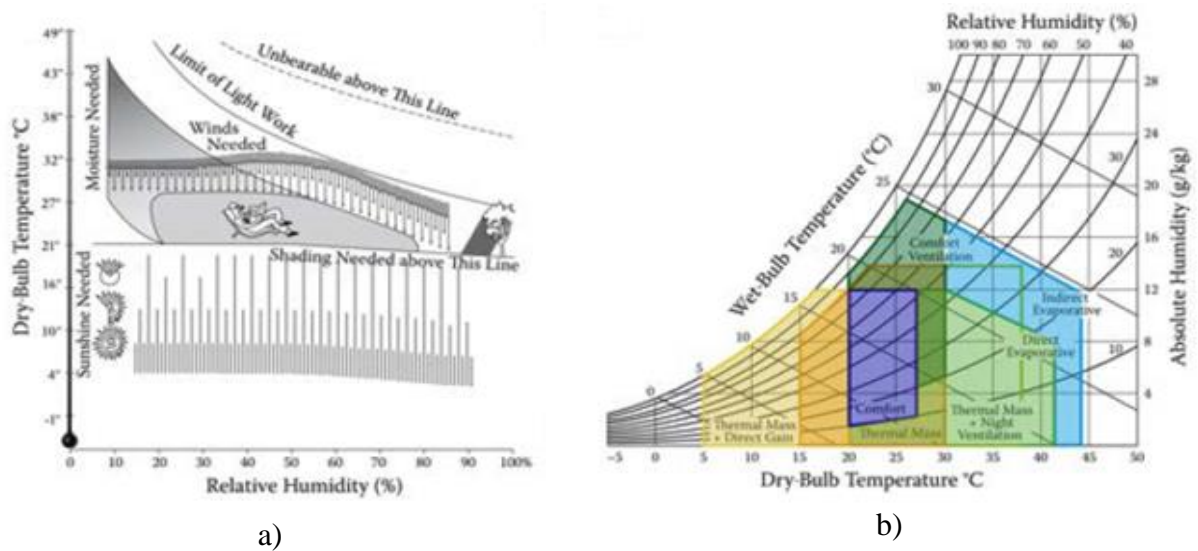 49°
43°
38°
32°
27°
21°
16°
10°
4°
-1°
Dry-Bulb Temperature °C
Moisture Needed
Sunshine Needed
Unbearable above This Line
Limit of Light Work
Winds
Needed
Shading Needed above This Line
0 10 20 30 40 50 60 70 80 90 100%
Relative Humidity (%)
a)
Relative Humidity (%)
100 90 80 70 60 50 40
Wet-Bulb Temperature (°C)
0
5
10
15
20
25
30
30
20
10
Comfort
Ventilation
Indirect
Evaporative
Direct
Evaporative
Comfort
Thermal Mass
+ Direct Gain
Thermal Mass
Thermal Mass
+ Night
Ventilation
28
24
20
16
12
8
4
Absolute Humidity (g/kg)
-5 0 5 10 15 20 25 30 35 40 45 50
Dry-Bulb Temperature °C
b)